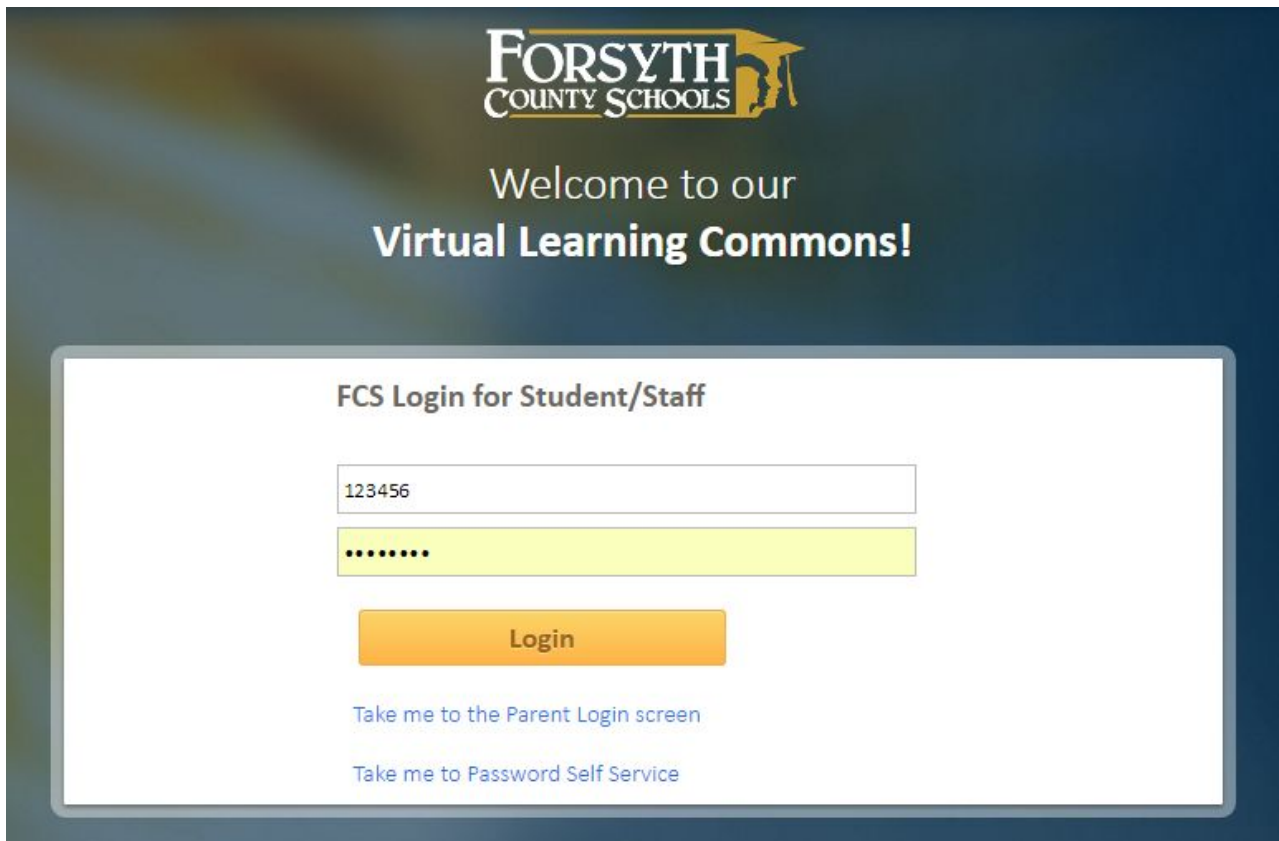 FORSYTH
COUNTY SCHOOLS
Welcome to our
Virtual Learning Commons!
FCS Login for Student/Staff
123456
••••••••
Login
Take me to the Parent Login screen
Take me to Password Self Service